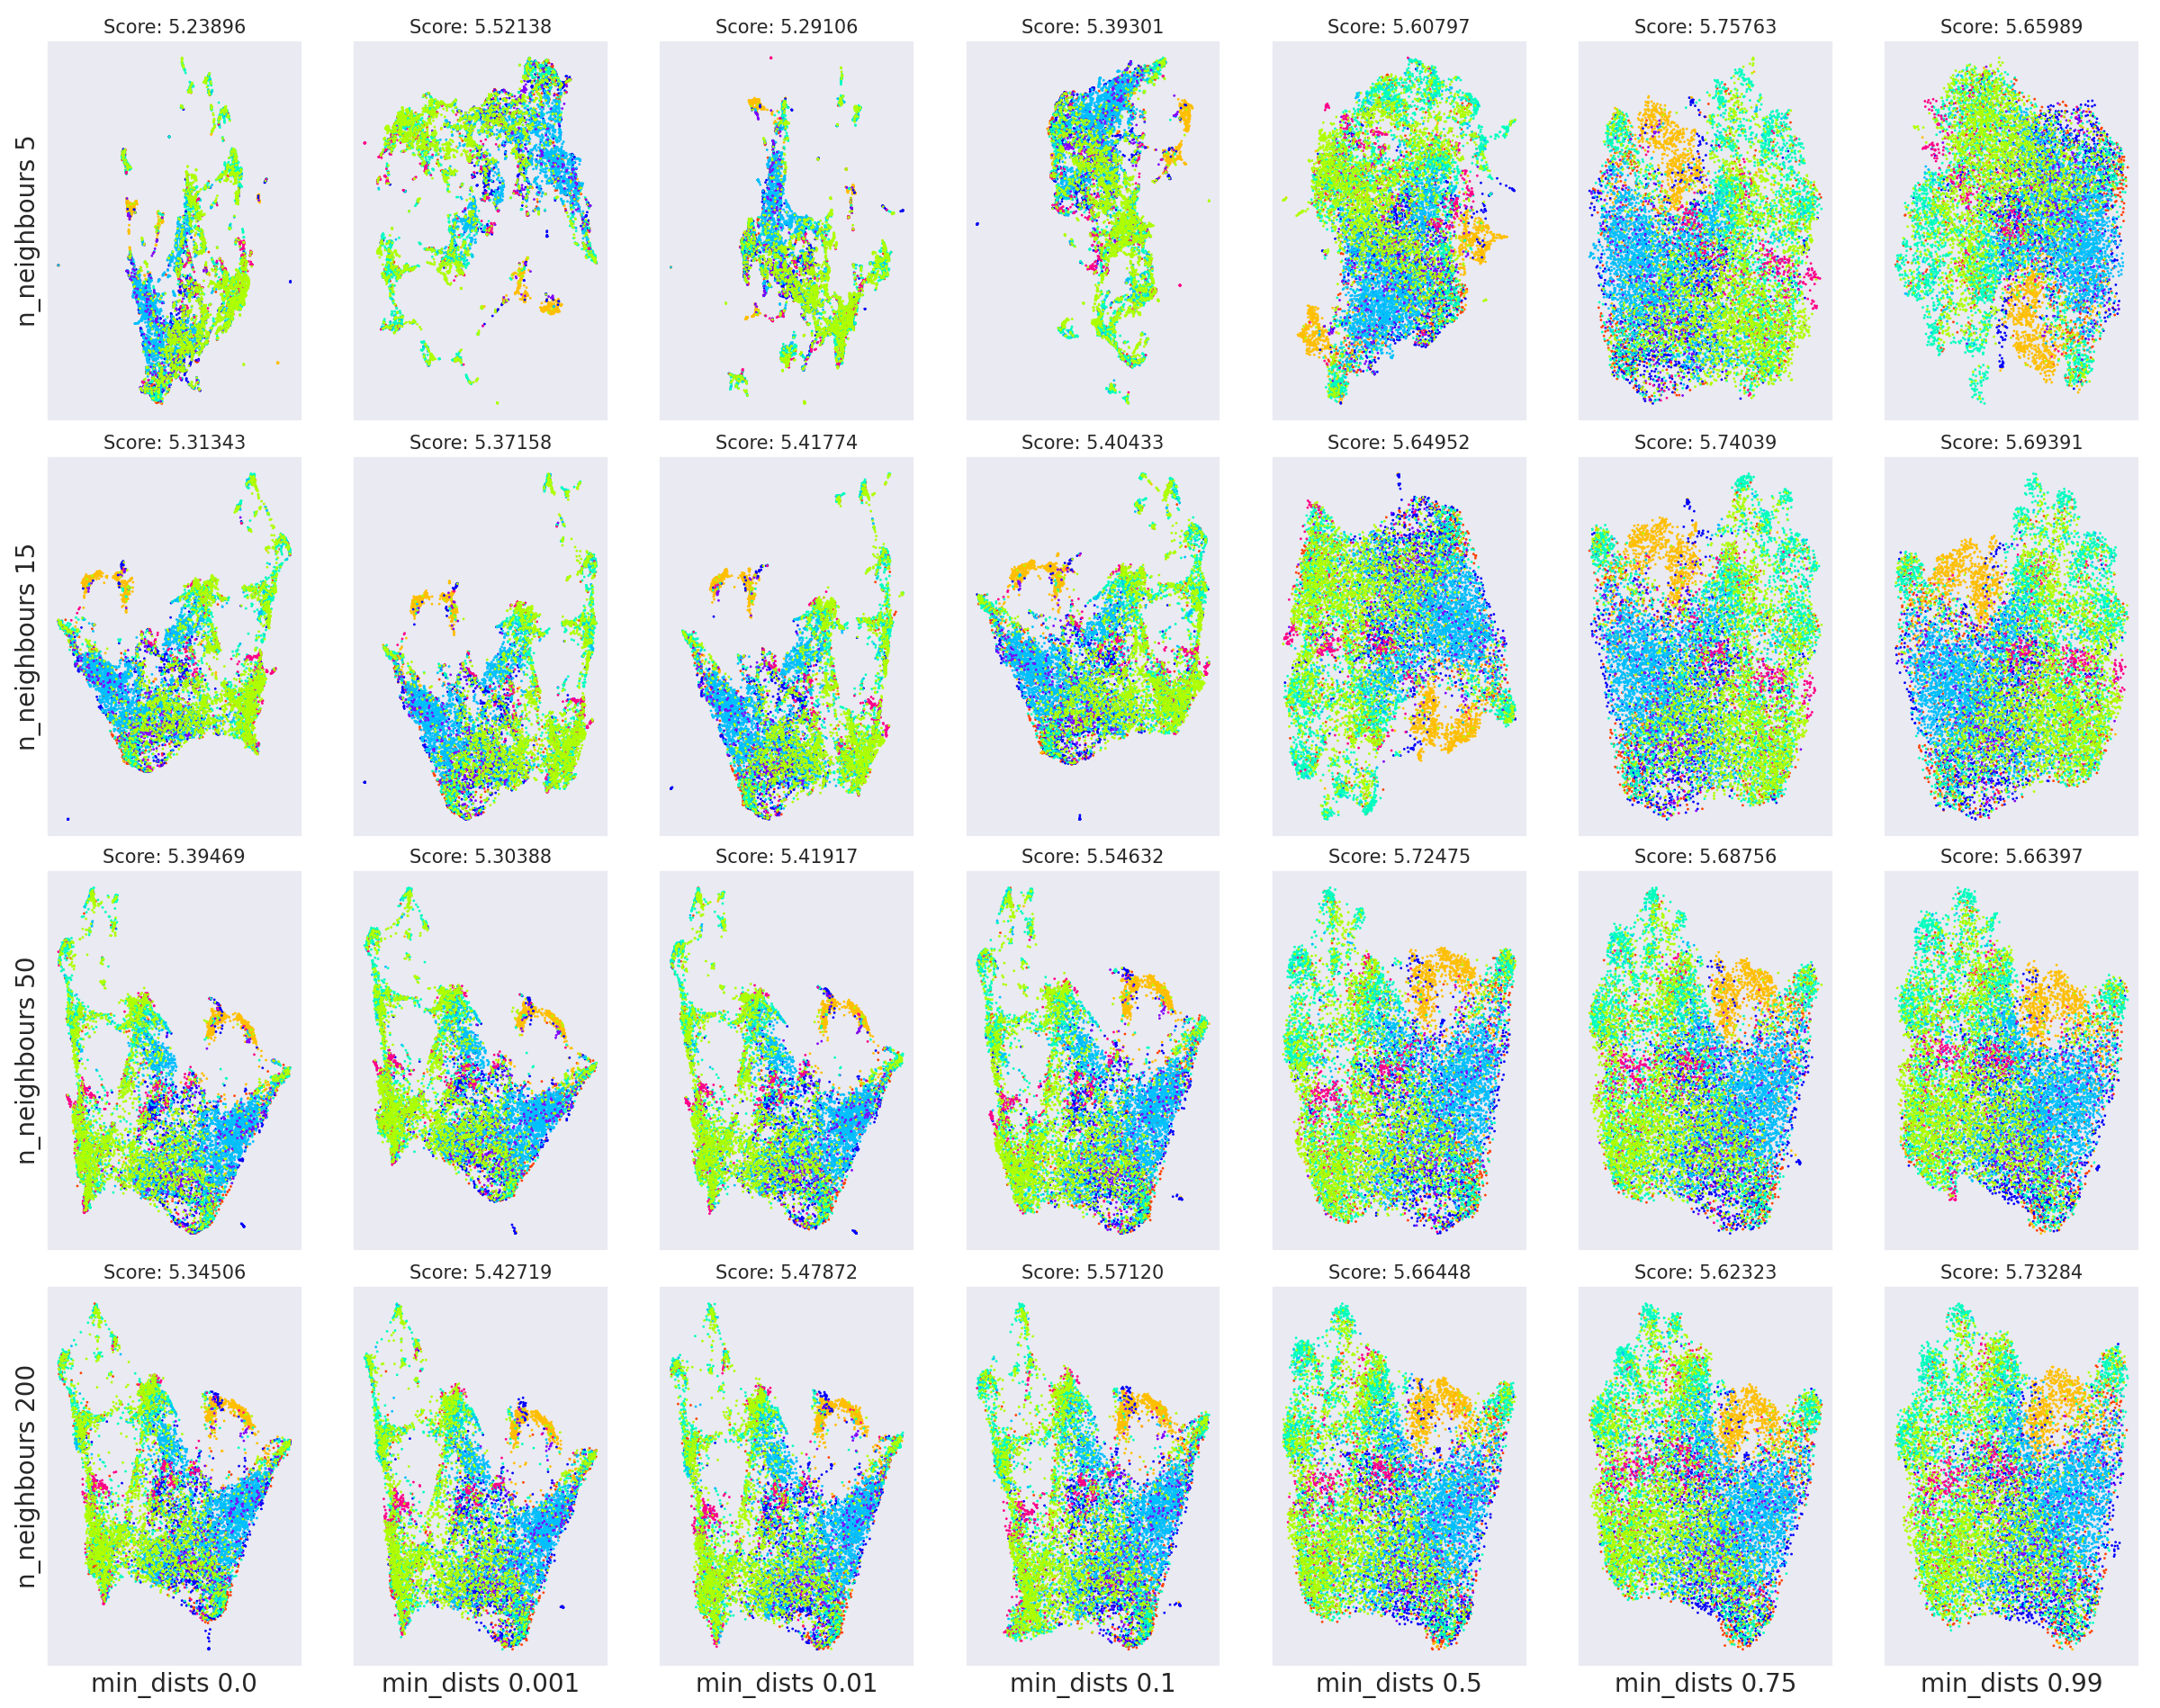 Score: 5.23896 Score: 5.52138 Score: 5.29106 Score: 5.39301 Score: 5.60797 Score: 5.75763 Score: 5.65989
n_neighbours 5
Score: 5.31343 Score: 5.37158 Score: 5.41774 Score: 5.40433 Score: 5.64952 Score: 5.74039 Score: 5.69391
n_neighbours 15
Score: 5.39469 Score: 5.30388 Score: 5.41917 Score: 5.54632 Score: 5.72475 Score: 5.68756 Score: 5.66397
n_neighbours 50
Score: 5.34506 Score: 5.42719 Score: 5.47872 Score: 5.57120 Score: 5.66448 Score: 5.62323 Score: 5.73284
n_neighbours 200
min_dists 0.0 min_dists 0.001 min_dists 0.01 min_dists 0.1 min_dists 0.5 min_dists 0.75 min_dists 0.99